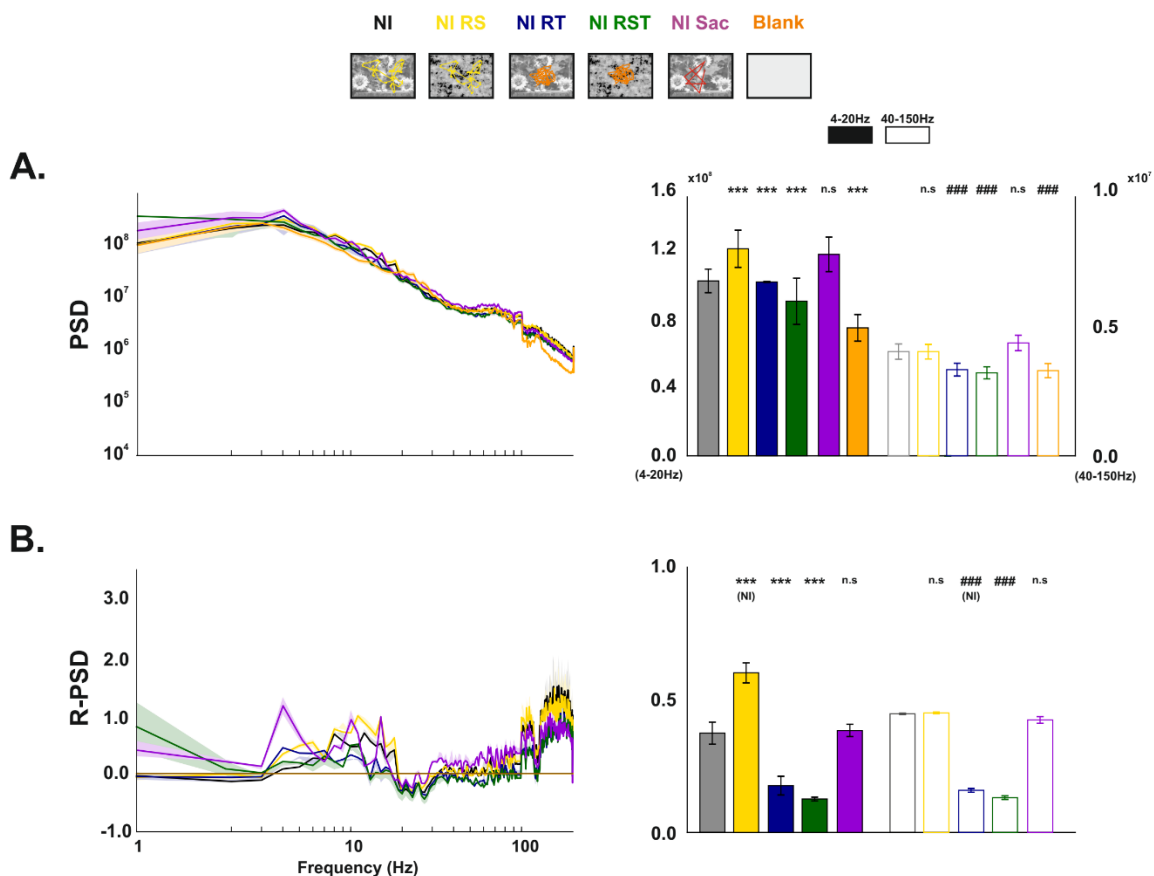 NI NI RS NI RT NI RST NI Sac Blank
4-20Hz 40-150Hz
A.
PSD
10⁸
10⁷
10⁶
10⁵
10⁴
x10⁸
x10⁷
*** *** *** n.s *** n.s ### ### n.s ###
1.6
1.2
0.8
0.4
0.0
(4-20Hz)
1.0
0.5
0.0
(40-150Hz)
B.
R-PSD
3.0
2.0
1.0
0.0
-1.0
1 10 100
Frequency (Hz)
1.0
0.5
0.0
*** *** *** n.s n.s ### ### n.s
(NI) (NI)